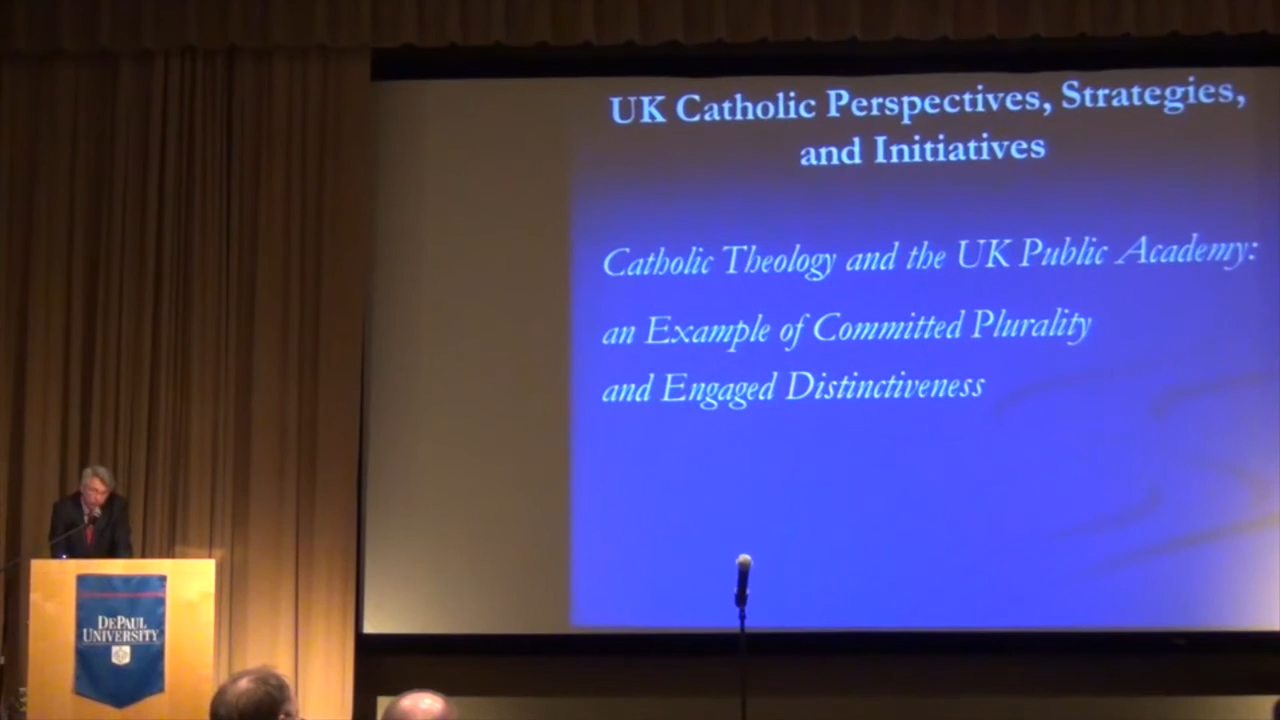 UK Catholic Perspectives, Strategies,
and Initiatives
Catholic Theology and the UK Public Academy:
an Example of Committed Plurality
and Engaged Distinctiveness
DEPAUL
UNIVERSITY